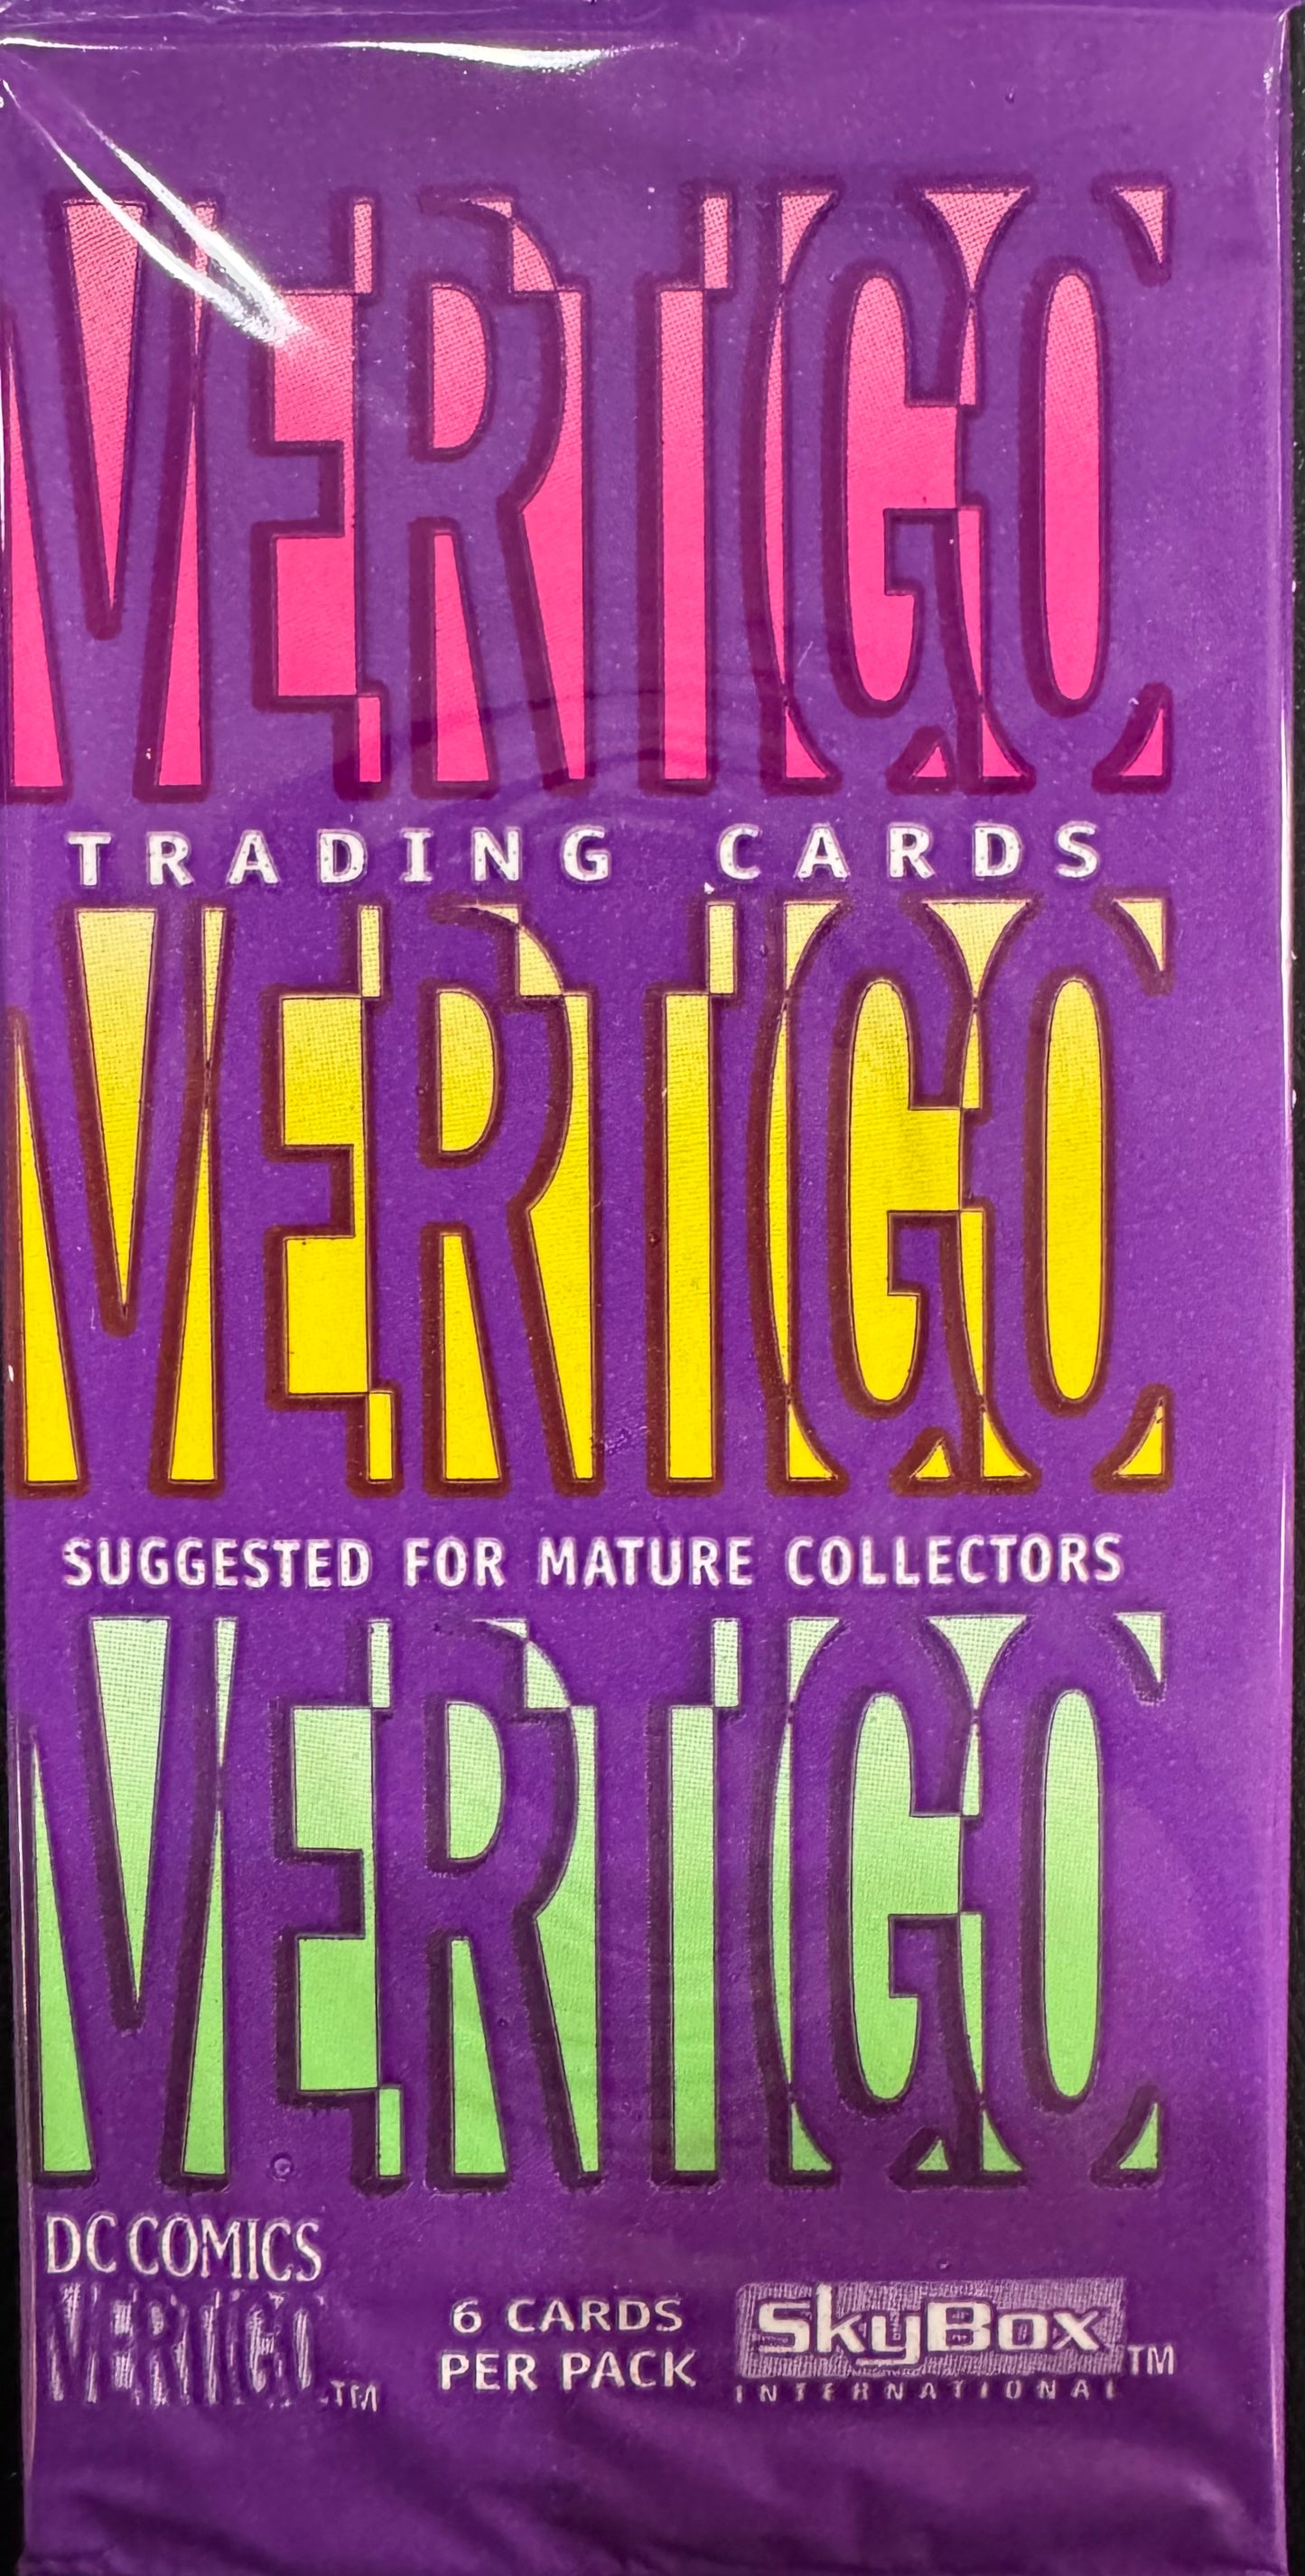 VERTIGO
TRADING CARDS
VERTIGO
SUGGESTED FOR MATURE COLLECTORS
VERTIGO
DC COMICS
VERTIGO TM
6 CARDS
PER PACK
SkyBox TM
INTERNATIONAL